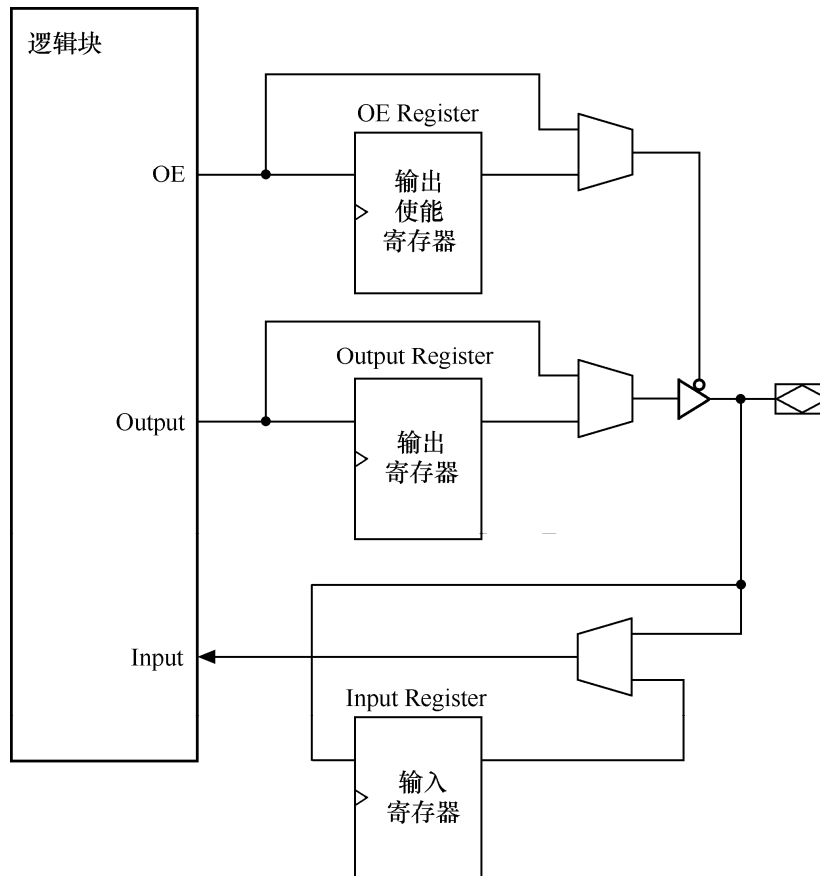 逻辑块
OE Register
OE
输出
使能
寄存器
Output Register
Output
输出
寄存器
Input
Input Register
输入
寄存器